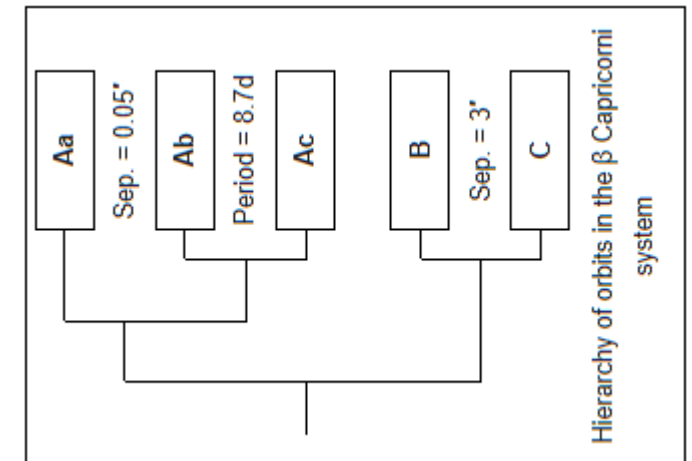 Aa
Sep. = 0.05"
Ab
Period = 8.7d
Ac
B
Sep. = 3'
C
Hierarchy of orbits in the β Capricorni
system